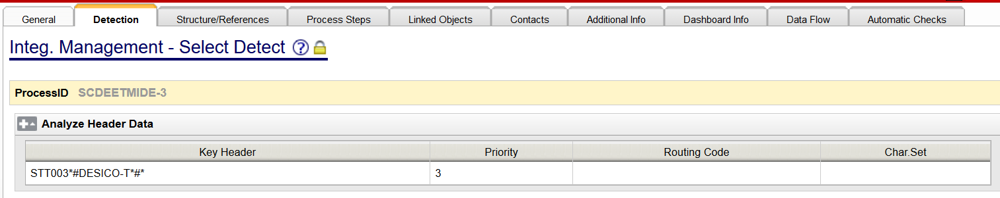 General Detection Structure/References Process Steps Linked Objects Contacts Additional Info Dashboard Info Data Flow Automatic Checks
Integ. Management - Select Detect ?
ProcessID SCDEETMIDE-3
Analyze Header Data
Key Header Priority Routing Code Char.Set
STT003*#DESICO-T*#* 3